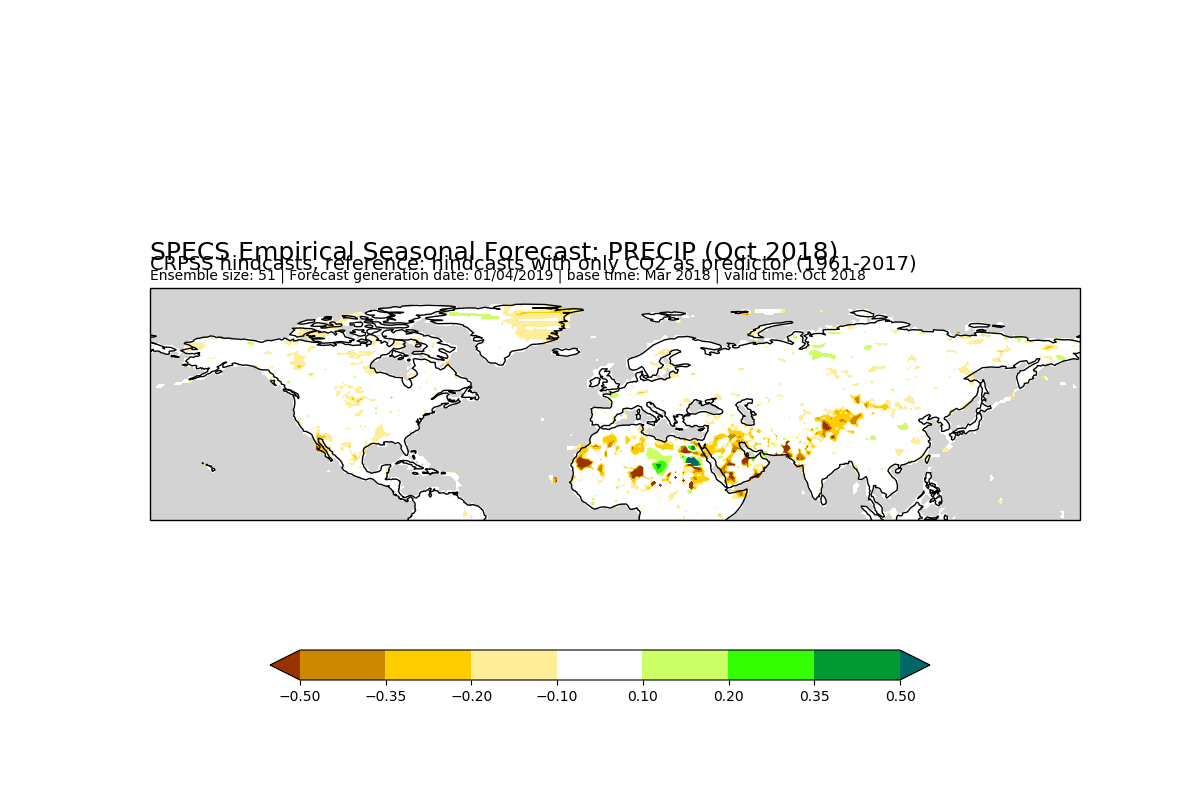 SPECS Empirical Seasonal Forecast: PRECIP (Oct 2018)
CRPSS hindcasts, reference: hindcasts with only CO2 as predictor (1961-2017)
Ensemble size: 51 | Forecast generation date: 01/04/2019 | base time: Mar 2018 | valid time: Oct 2018
−0.50 −0.35 −0.20 −0.10 0.10 0.20 0.35 0.50